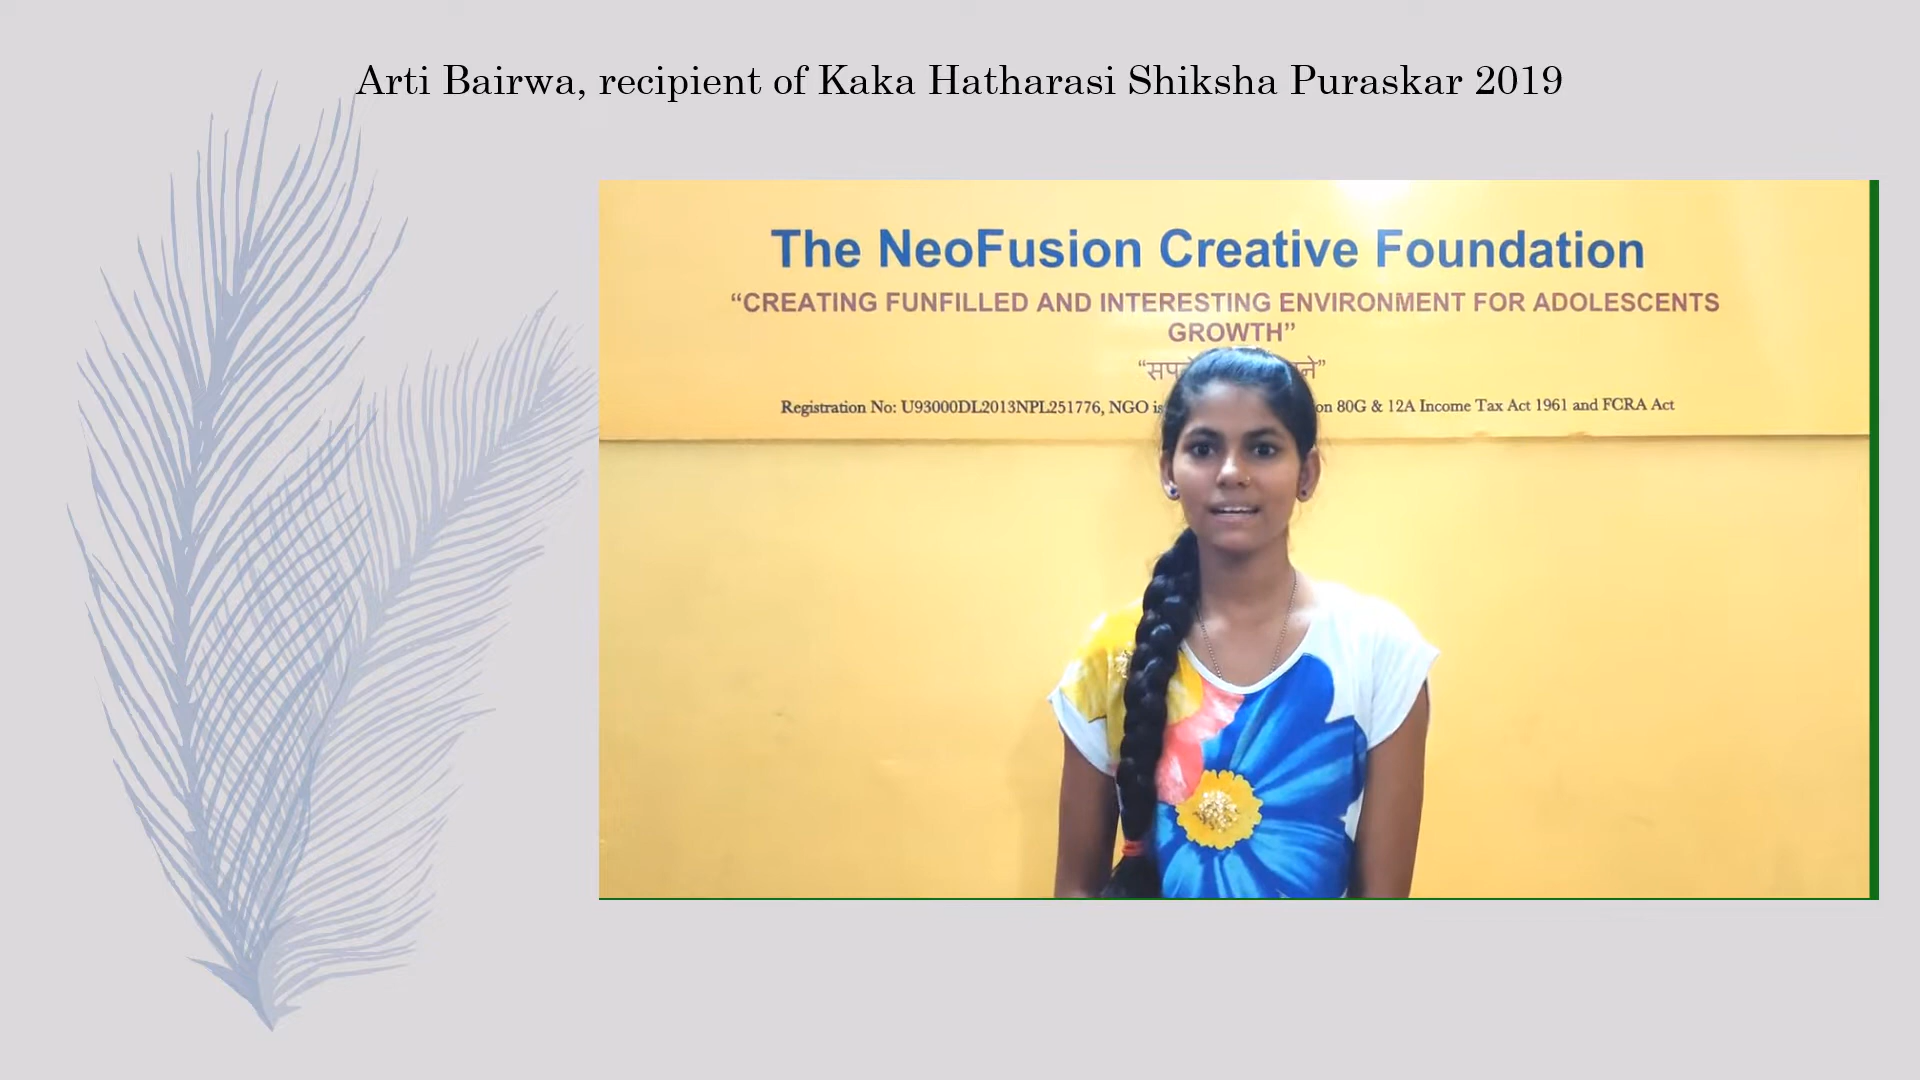 Arti Bairwa, recipient of Kaka Hatharasi Shiksha Puraskar 2019
The NeoFusion Creative Foundation
“CREATING FUNFILLED AND INTERESTING ENVIRONMENT FOR ADOLESCENTS
GROWTH”
Registration No: U93000DL2013NPL251776, NGO is on 80G & 12A Income Tax Act 1961 and FCRA Act